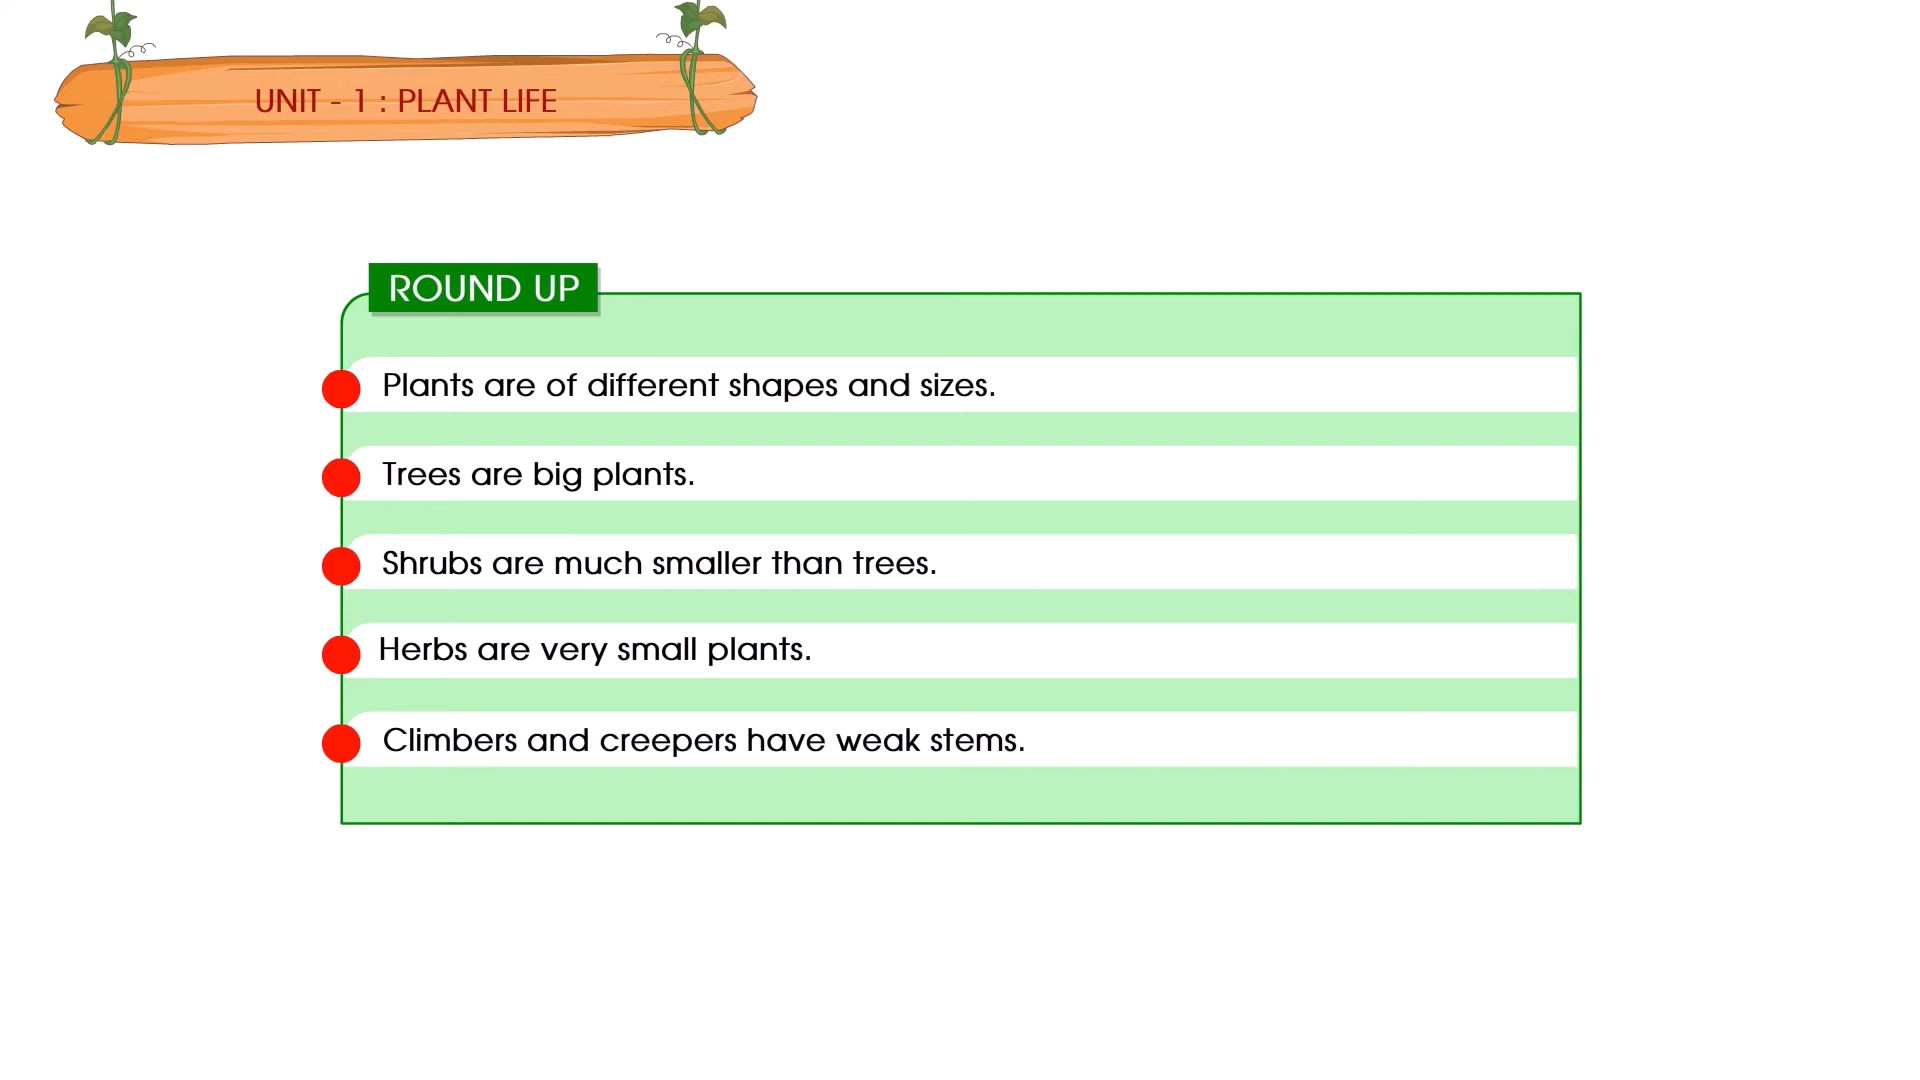 UNIT - 1 : PLANT LIFE
ROUND UP
Plants are of different shapes and sizes.
Trees are big plants.
Shrubs are much smaller than trees.
Herbs are very small plants.
Climbers and creepers have weak stems.